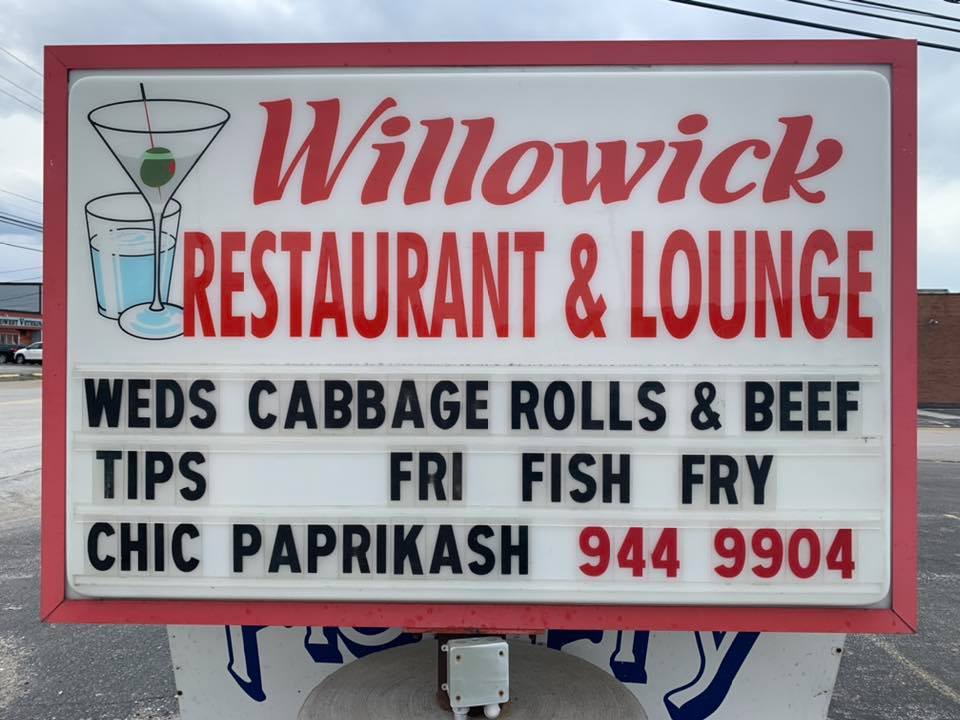 Willowick
RESTAURANT & LOUNGE
WEDS CABBAGE ROLLS & BEEF
TIPS FRI FISH FRY
CHIC PAPRIKASH 944 9904